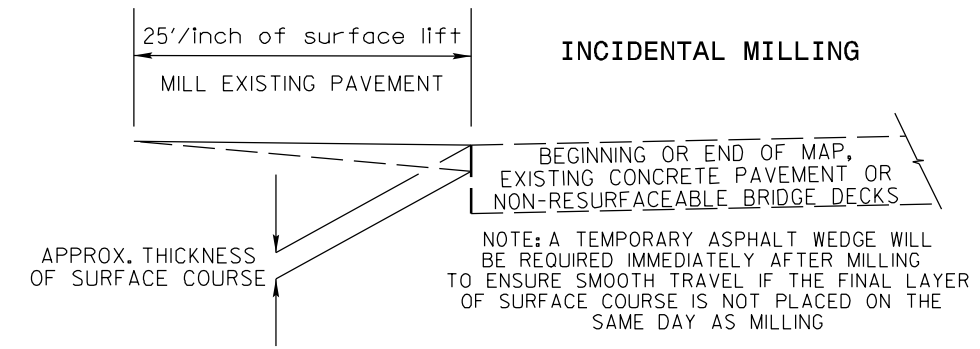 25'/inch of surface lift
INCIDENTAL MILLING
MILL EXISTING PAVEMENT
BEGINNING OR END OF MAP,
EXISTING CONCRETE PAVEMENT OR
NON-RESURFACEABLE BRIDGE DECKS
APPROX. THICKNESS
OF SURFACE COURSE
NOTE: A TEMPORARY ASPHALT WEDGE WILL
BE REQUIRED IMMEDIATELY AFTER MILLING
TO ENSURE SMOOTH TRAVEL IF THE FINAL LAYER
OF SURFACE COURSE IS NOT PLACED ON THE
SAME DAY AS MILLING